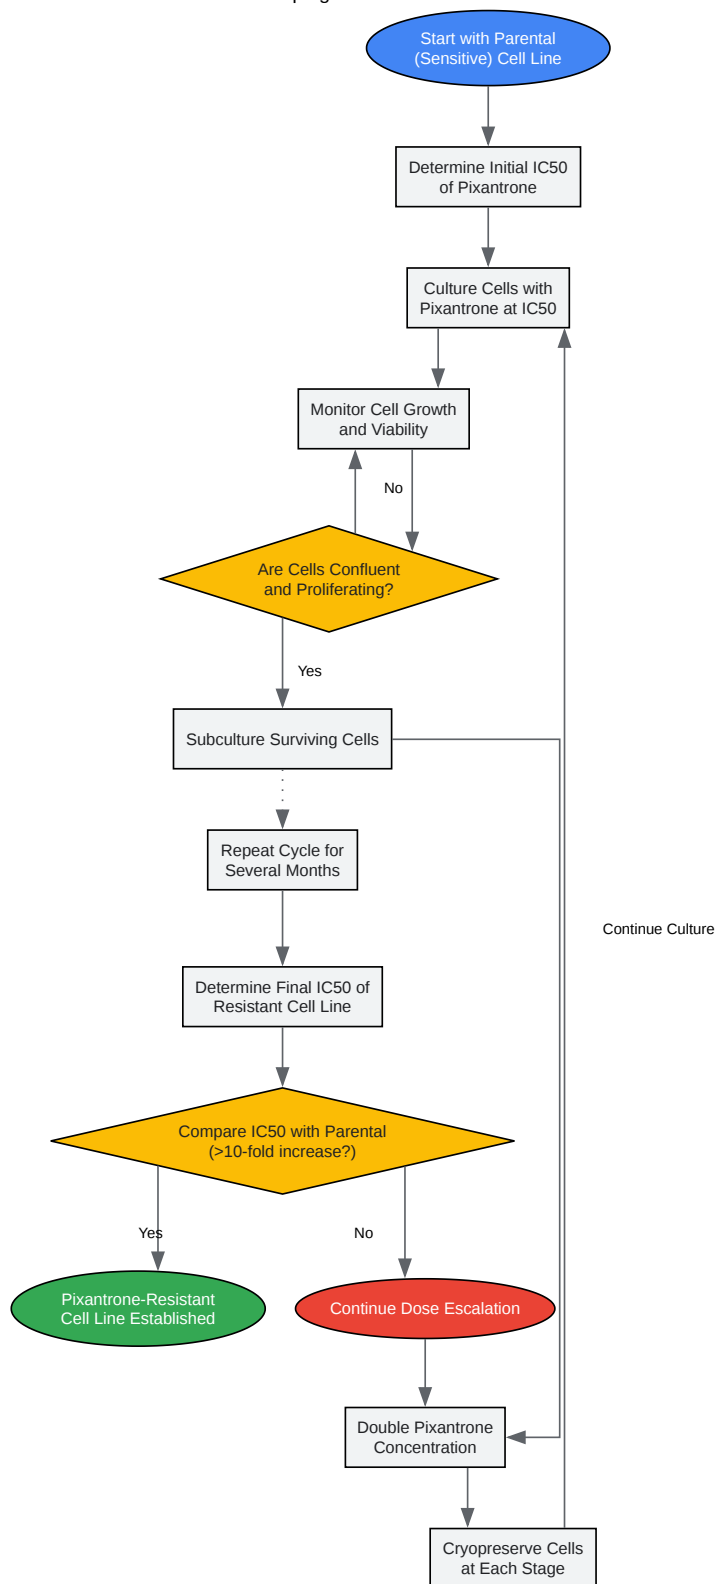 Start with Parental
(Sensitive) Cell Line
Determine Initial IC50
of Pixantrone
Culture Cells with
Pixantrone at IC50
Monitor Cell Growth
and Viability
No
Are Cells Confluent
and Proliferating?
Yes
Subculture Surviving Cells
Repeat Cycle for
Several Months
Continue Culture
Determine Final IC50 of
Resistant Cell Line
Compare IC50 with Parental
(>10-fold increase?)
Yes
No
Pixantrone-Resistant
Cell Line Established
Continue Dose Escalation
Double Pixantrone
Concentration
Cryopreserve Cells
at Each Stage